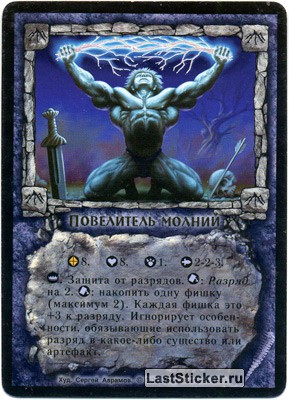 ПОВЕЛИТЕЛЬ МОЛНИЙ
8. 8. 1. 2-2-3.
Защита от разрядов. : Разряд
на 2. : накопить одну фишку
(максимум 2). Каждая фишка это
+3 к разряду. Игнорирует особен-
ности, обязывающие использовать
разряд в какое-либо существо или
артефакт.
Худ. Сергей Аврамов. ©
LastSticker.ru